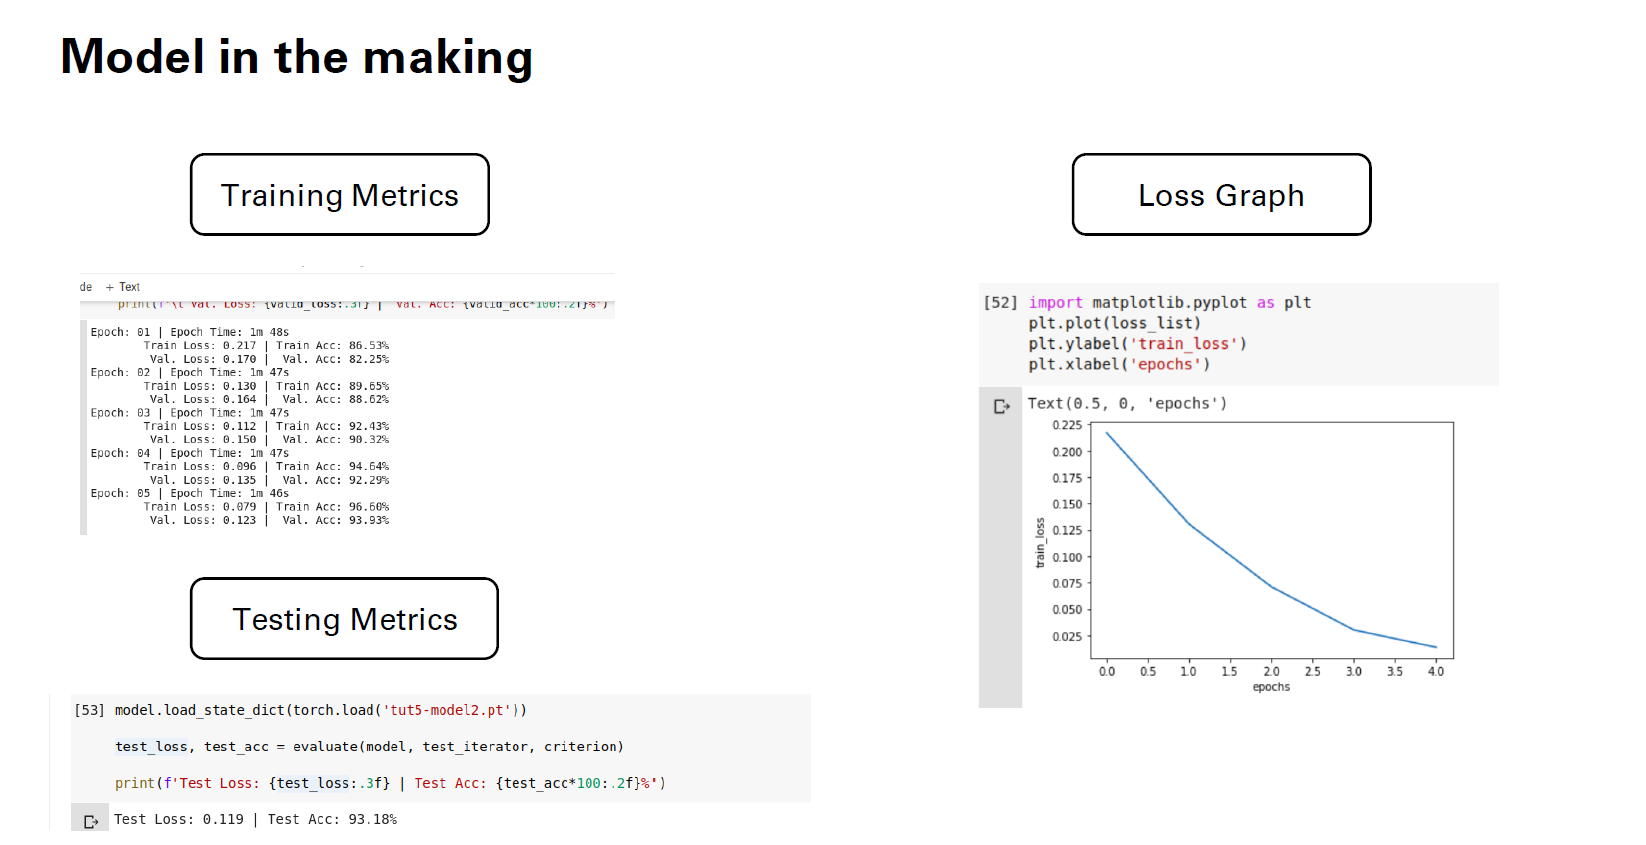 Model in the making
Training Metrics
de + Text
print(f'\t Val. Loss: {valid_loss:.3f} | Val. Acc: {valid_acc*100:.2f}%')
Epoch: 01 | Epoch Time: 1m 48s
Train Loss: 0.217 | Train Acc: 86.53%
Val. Loss: 0.170 | Val. Acc: 82.25%
Epoch: 02 | Epoch Time: 1m 47s
Train Loss: 0.130 | Train Acc: 89.65%
Val. Loss: 0.164 | Val. Acc: 88.62%
Epoch: 03 | Epoch Time: 1m 47s
Train Loss: 0.112 | Train Acc: 92.43%
Val. Loss: 0.150 | Val. Acc: 90.32%
Epoch: 04 | Epoch Time: 1m 47s
Train Loss: 0.096 | Train Acc: 94.64%
Val. Loss: 0.135 | Val. Acc: 92.29%
Epoch: 05 | Epoch Time: 1m 46s
Train Loss: 0.079 | Train Acc: 96.60%
Val. Loss: 0.123 | Val. Acc: 93.93%
Testing Metrics
[53] model.load_state_dict(torch.load('tut5-model2.pt'))
test_loss, test_acc = evaluate(model, test_iterator, criterion)
print(f'Test Loss: {test_loss:.3f} | Test Acc: {test_acc*100:.2f}%')
Test Loss: 0.119 | Test Acc: 93.18%
Loss Graph
[52] import matplotlib.pyplot as plt
plt.plot(loss_list)
plt.ylabel('train_loss')
plt.xlabel('epochs')
Text(0.5, 0, 'epochs')
0.225
0.200
0.175
0.150
0.125
0.100
0.075
0.050
0.025
train_loss
0.0 0.5 1.0 1.5 2.0 2.5 3.0 3.5 4.0
epochs